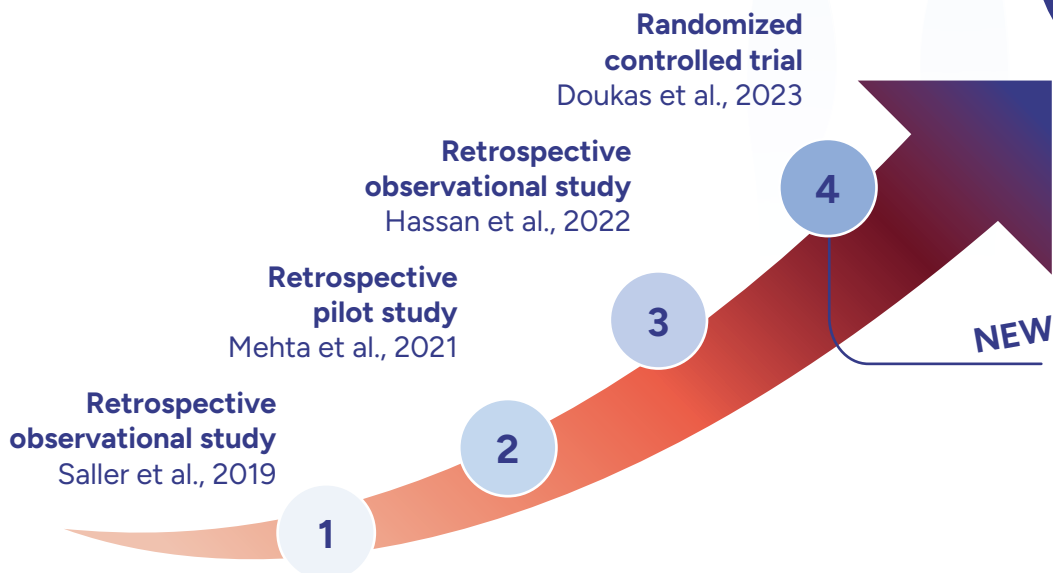 Randomized
controlled trial
Doukas et al., 2023
Retrospective
observational study
Hassan et al., 2022
4
Retrospective
pilot study
Mehta et al., 2021
3
NEW
Retrospective
observational study
Saller et al., 2019
2
1